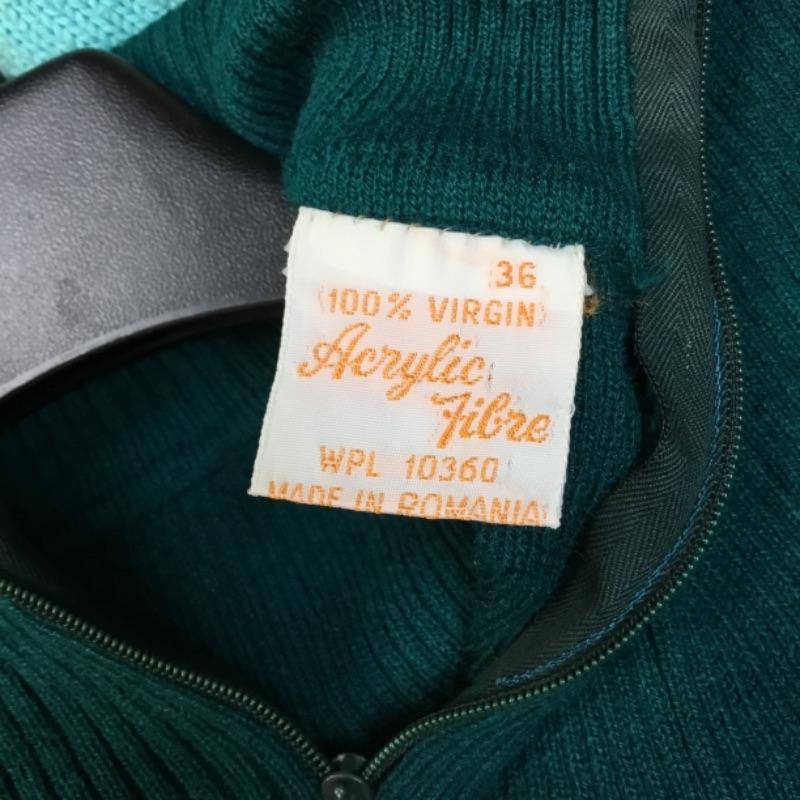 36
100% VIRGIN
Acrylic
Fibre
WPL 10360
MADE IN ROMANIA